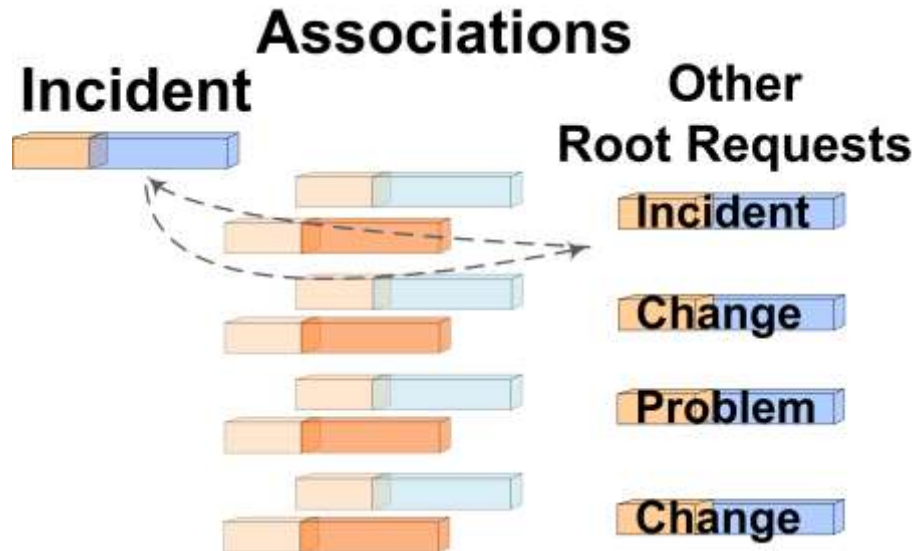 Associations
Incident
Other
Root Requests
Incident
Change
Problem
Change